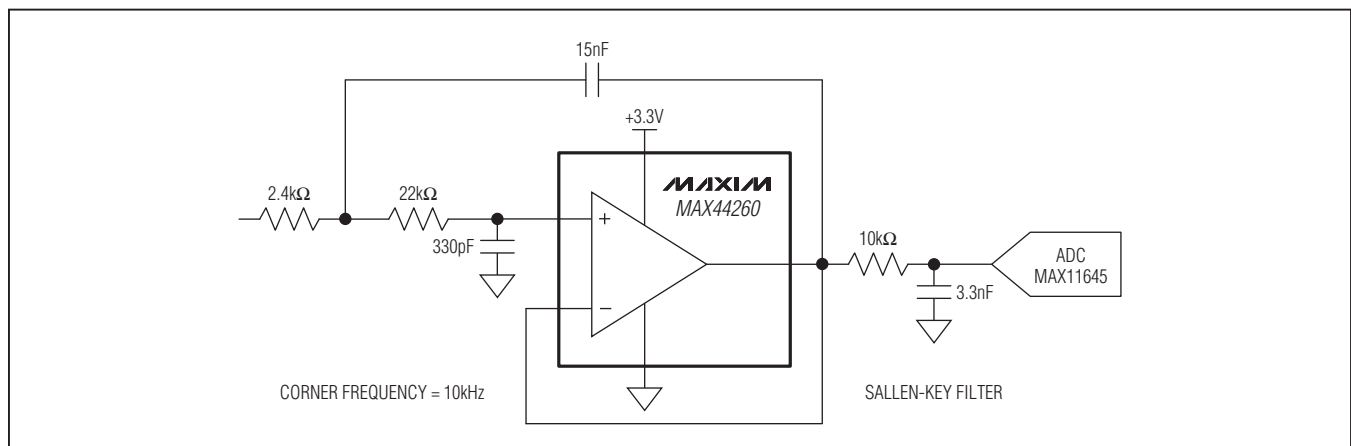 15nF
+3.3V
MAXIM
MAX44260
2.4kΩ
22kΩ
330pF
+
−
10kΩ
3.3nF
ADC
MAX11645
CORNER FREQUENCY = 10kHz
SALLEN-KEY FILTER